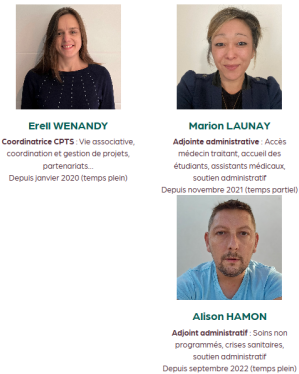 Erell WENANDY
Coordinatrice CPTS : Vie associative,
coordination et gestion de projets,
partenariats...
Depuis janvier 2020 (temps plein)
Marion LAUNAY
Adjointe administrative : Accès
médecin traitant, accueil des
étudiants, assistants médicaux,
soutien administratif
Depuis novembre 2021 (temps partiel)
Alison HAMON
Adjoint administratif : Soins non
programmés, crises sanitaires,
soutien administratif
Depuis septembre 2022 (temps plein)